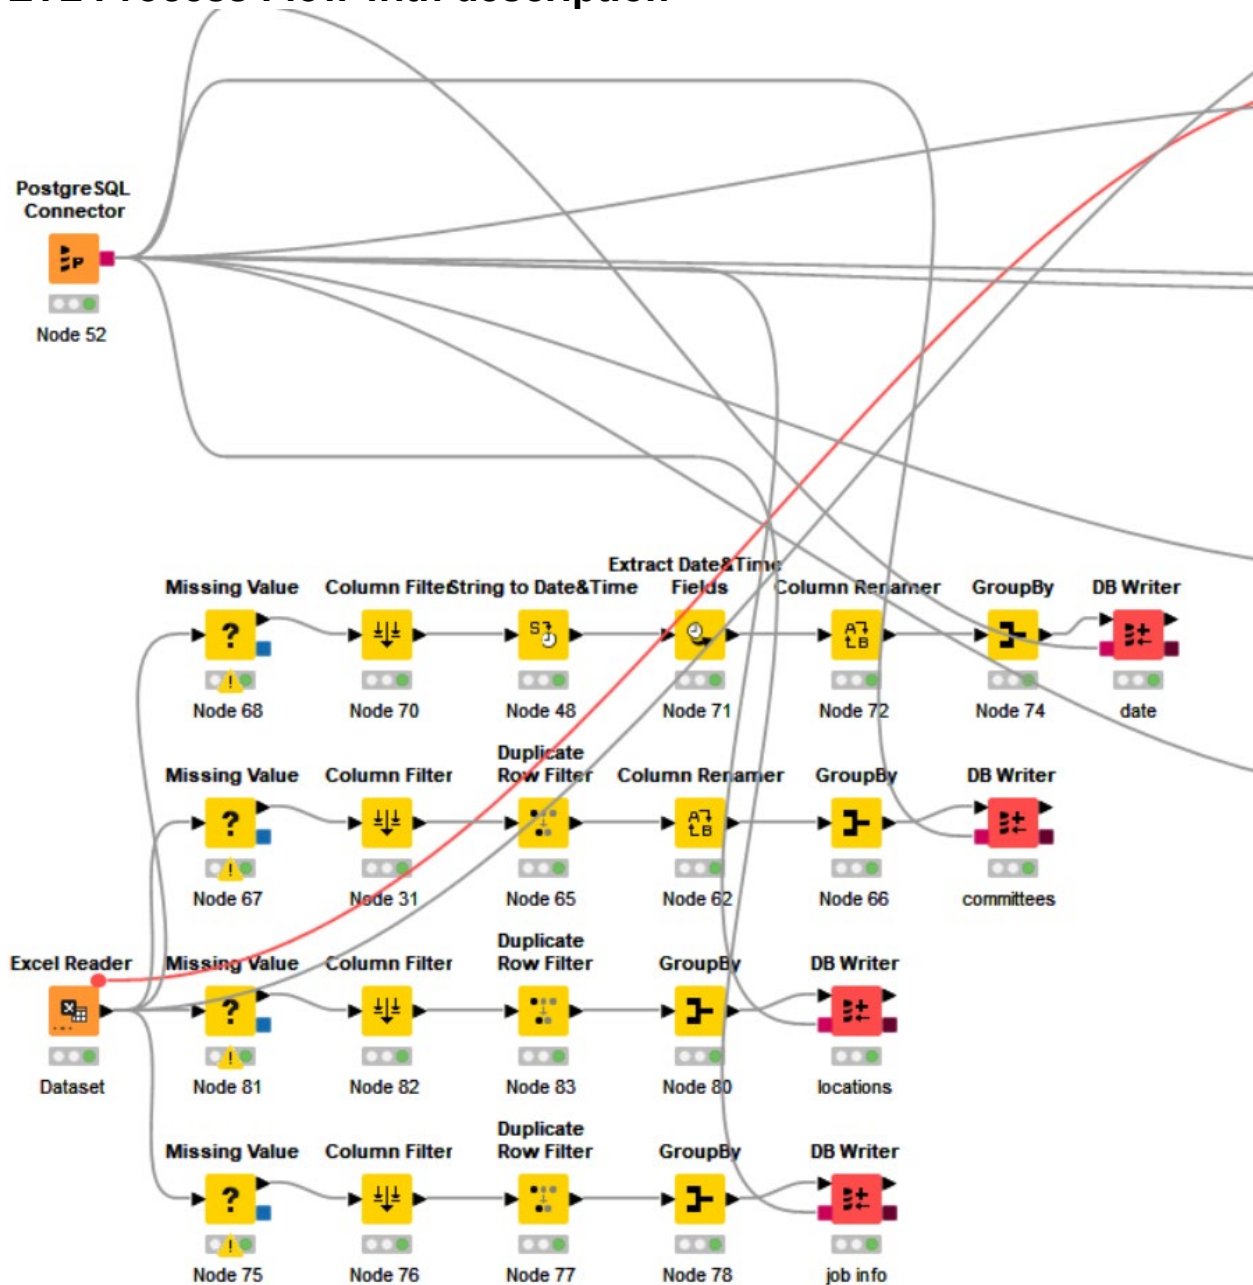 ETL Process Flow with description
PostgreSQL
Connector
Node 52
Missing Value
Column Filter
String to Date&Time
Extract Date&Time
Fields
Column Renamer
GroupBy
DB Writer
Node 68
Node 70
Node 48
Node 71
Node 72
Node 74
date
Missing Value
Column Filter
Duplicate
Row Filter
Column Renamer
GroupBy
DB Writer
Node 67
Node 31
Node 65
Node 62
Node 66
committees
Excel Reader
Dataset
Missing Value
Column Filter
Duplicate
Row Filter
GroupBy
DB Writer
Node 81
Node 82
Node 83
Node 80
locations
Missing Value
Column Filter
Duplicate
Row Filter
GroupBy
DB Writer
Node 75
Node 76
Node 77
Node 78
job info